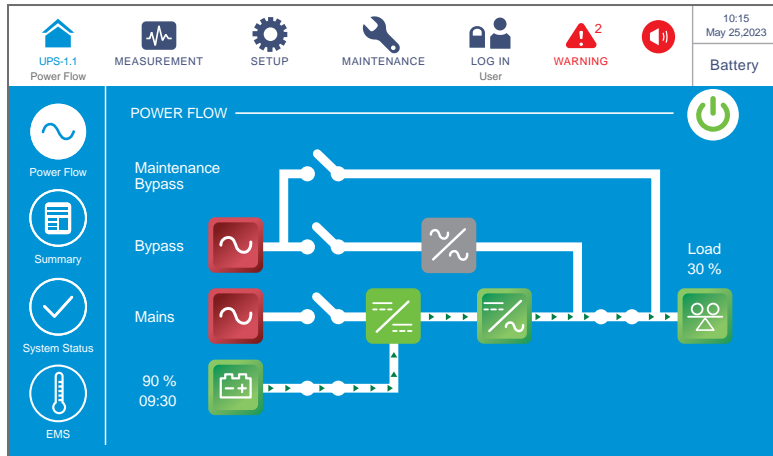 10:15
May 25,2023
2
UPS-1.1
MEASUREMENT
SETUP
MAINTENANCE
LOG IN
WARNING
Power Flow
User
Battery
POWER FLOW
Power Flow
Maintenance
Bypass
Summary
Bypass
Load
30 %
Mains
System Status
90 %
09:30
EMS